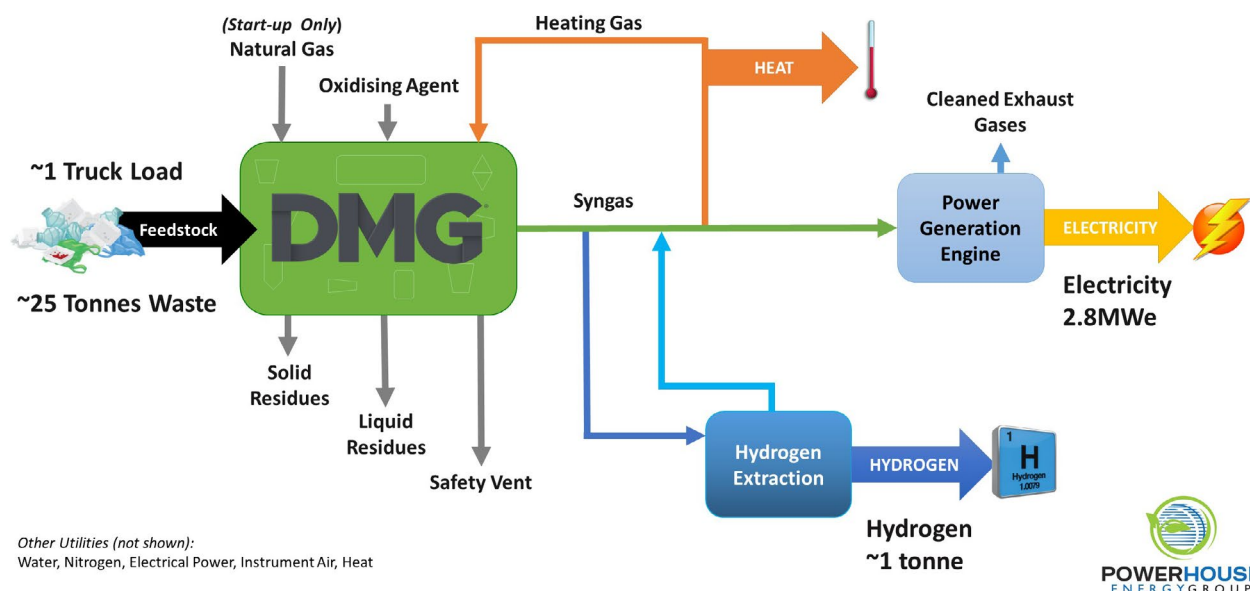 (Start-up Only)
Natural Gas
Oxidising Agent
Heating Gas
HEAT
Cleaned Exhaust
Gases
~1 Truck Load
Feedstock
~25 Tonnes Waste
DMG
Syngas
Power
Generation
Engine
ELECTRICITY
Electricity
2.8MWe
Solid
Residues
Liquid
Residues
Safety Vent
Hydrogen
Extraction
HYDROGEN
1
H
Hydrogen
1.0079
Hydrogen
~1 tonne
Other Utilities (not shown):
Water, Nitrogen, Electrical Power, Instrument Air, Heat
POWERHOUSE
ENERGYGROUP